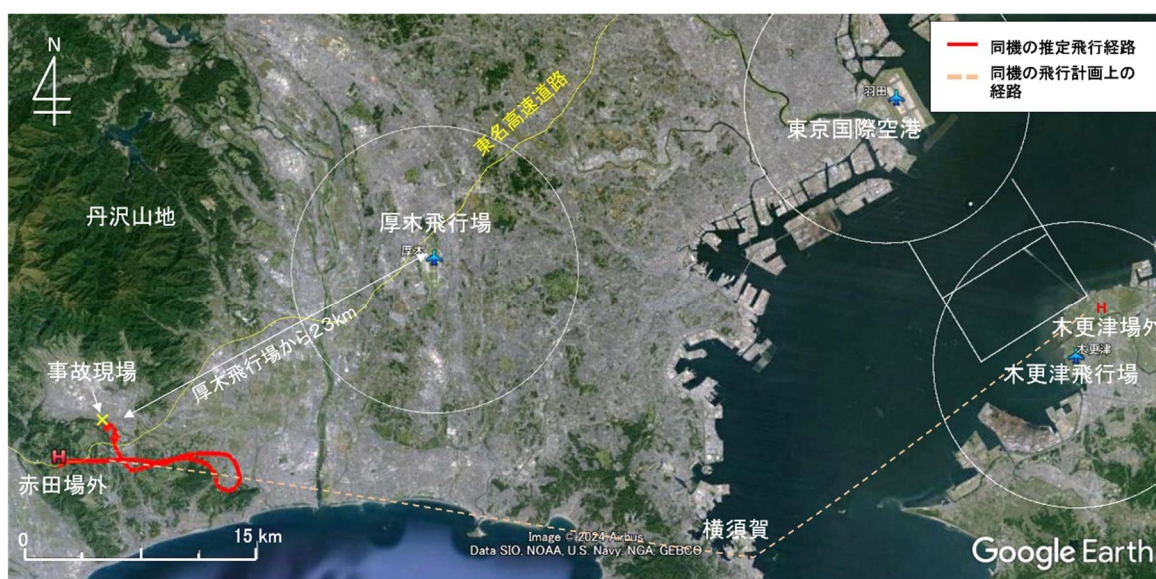 同機の推定飛行経路
同機の飛行計画上の
経路
N
東名高速道路
羽田
東京国際空港
丹沢山地
厚木飛行場
厚木
厚木飛行場から23km
H
木更津場外
木更津
木更津飛行場
事故現場
H
赤田場外
横須賀
0
15 km
Image © 2024 Airbus
Data SIO, NOAA, U.S. Navy, NGA, GEBCO
Google Earth